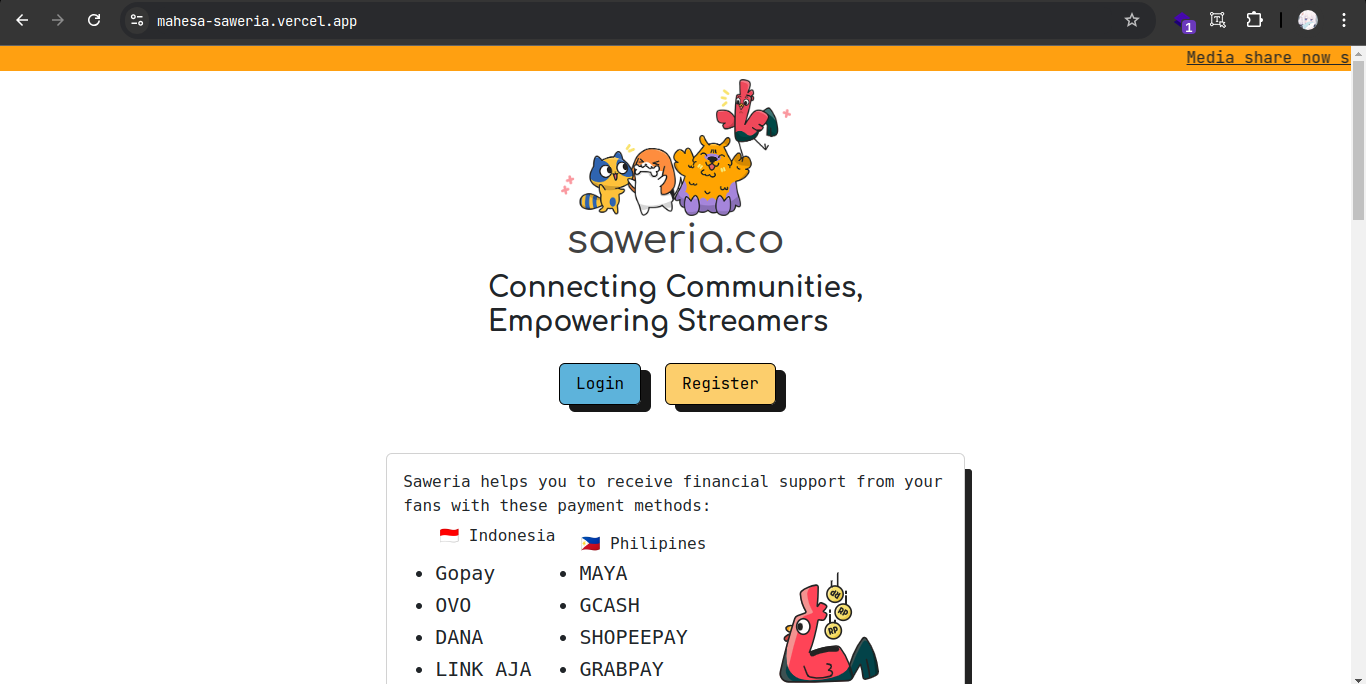 mahesa-saweria.vercel.app
1
Media share now s
saweria.co
Connecting Communities,
Empowering Streamers
Login
Register
Saweria helps you to receive financial support from your
fans with these payment methods:
🇮🇩 Indonesia
🇵🇭 Philipines
• Gopay
• MAYA
• OVO
• GCASH
• DANA
• SHOPEEPAY
• LINK AJA
• GRABPAY
RP
RP
RP